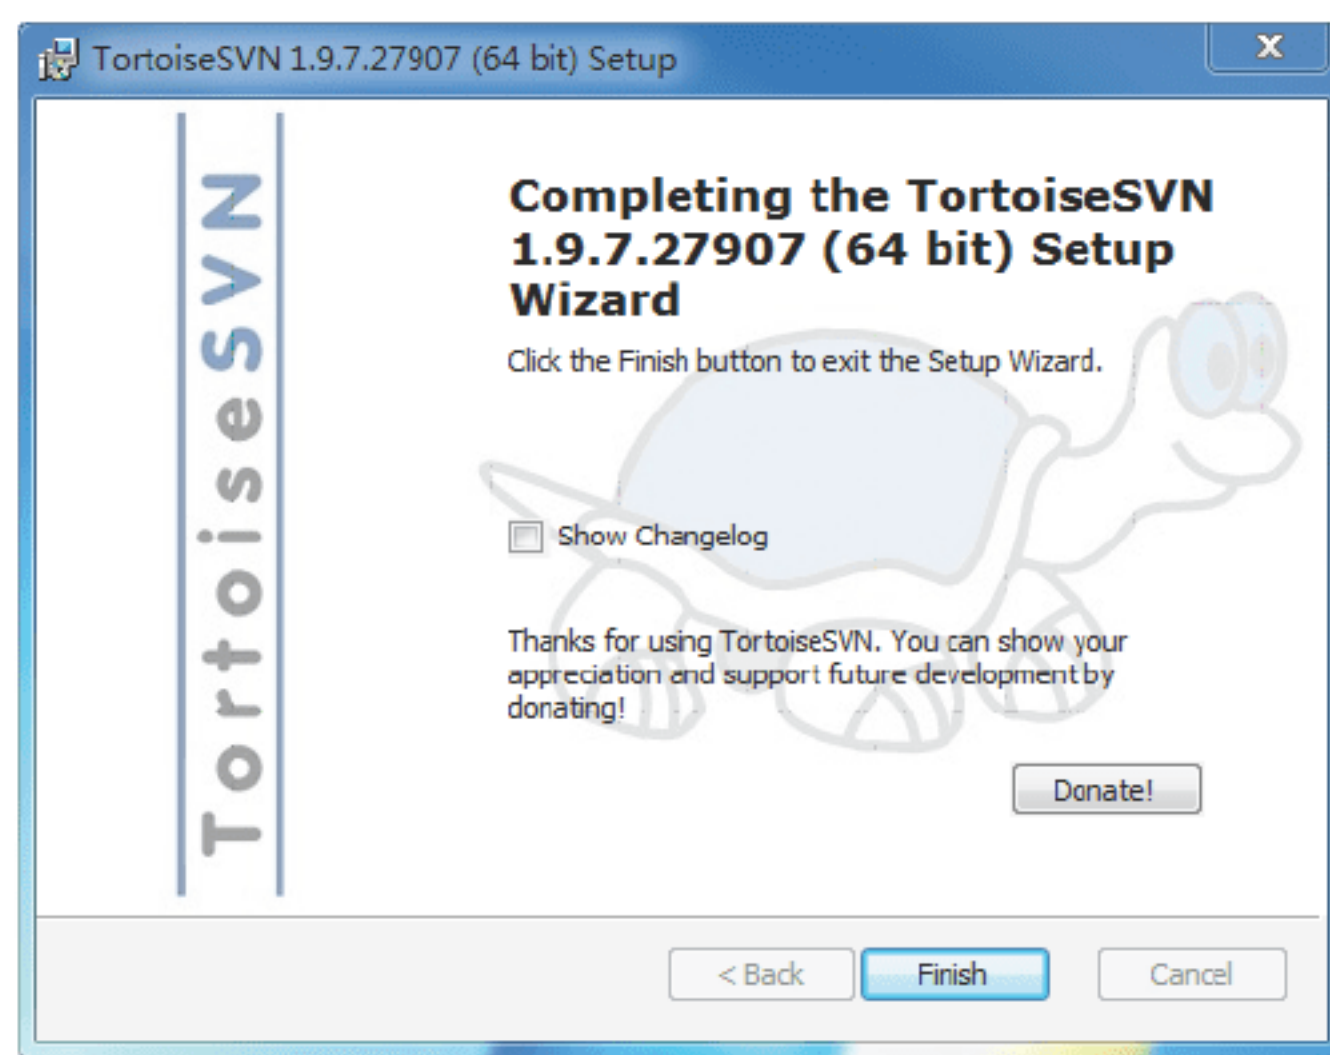 TortoiseSVN 1.9.7.27907 (64 bit) Setup
X
TortoiseSVN
Completing the TortoiseSVN
1.9.7.27907 (64 bit) Setup
Wizard
Click the Finish button to exit the Setup Wizard.
Show Changelog
Thanks for using TortoiseSVN. You can show your
appreciation and support future development by
donating!
Donate!
< Back
Finish
Cancel